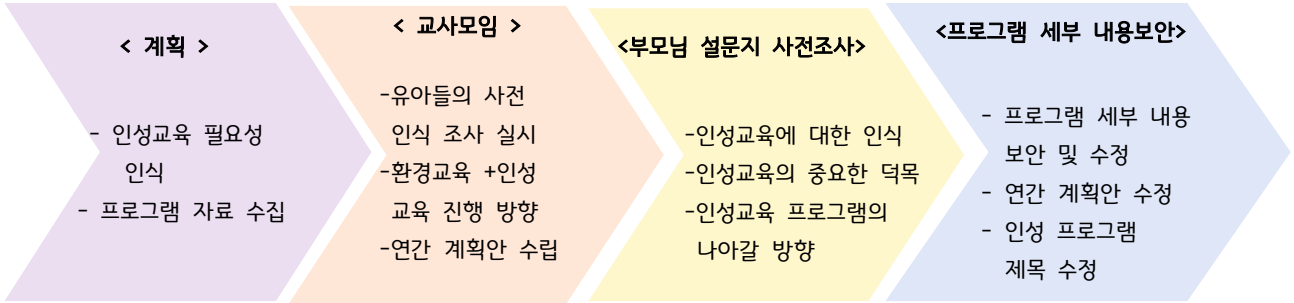 < 계획 >
- 인성교육 필요성
인식
- 프로그램 자료 수집
< 교사모임 >
-유아들의 사전
인식 조사 실시
-환경교육 +인성
교육 진행 방향
-연간 계획안 수립
<부모님 설문지 사전조사>
-인성교육에 대한 인식
-인성교육의 중요한 덕목
-인성교육 프로그램의
나아갈 방향
<프로그램 세부 내용보안>
- 프로그램 세부 내용
보안 및 수정
- 연간 계획안 수정
- 인성 프로그램
제목 수정